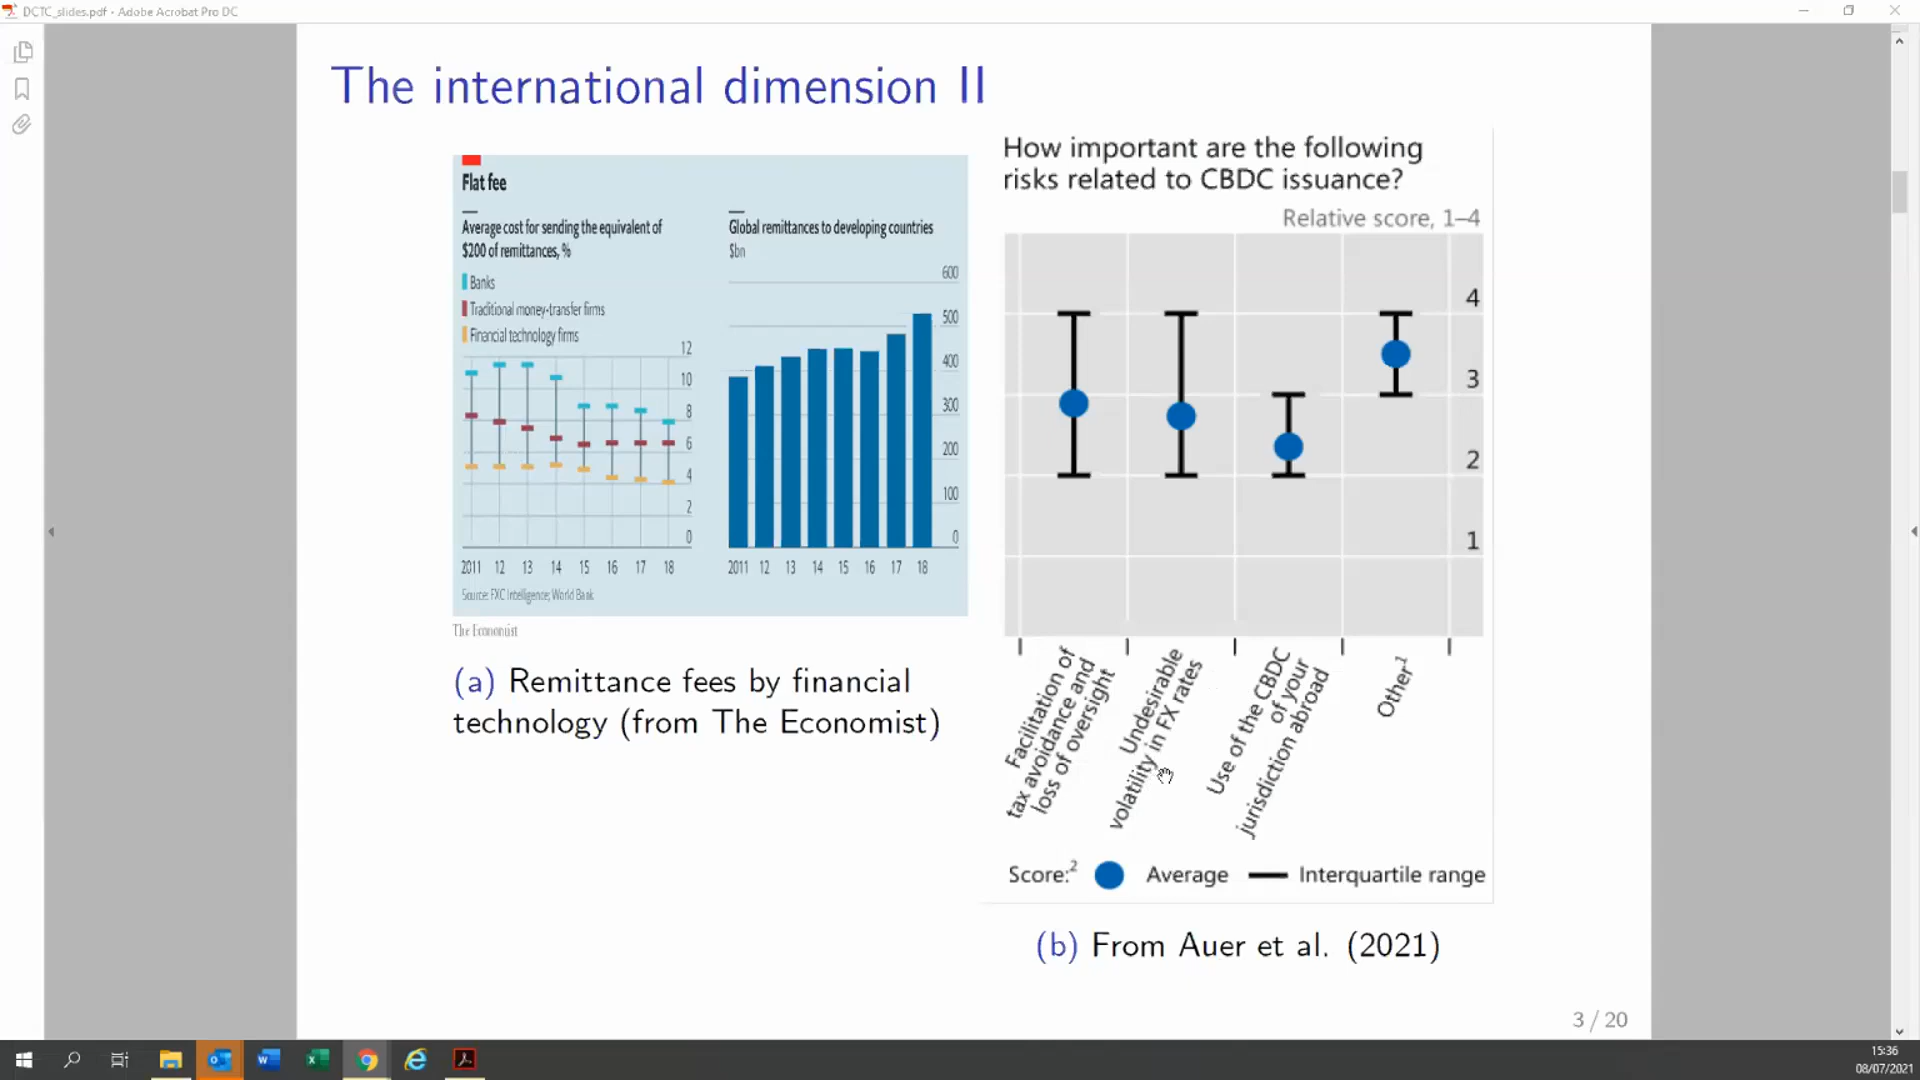 DCTC_slides.pdf - Adobe Acrobat Pro DC
The international dimension II
Flat fee
Average cost for sending the equivalent of
$200 of remittances, %
Banks
Traditional money-transfer firms
Financial technology firms
12
10
8
6
4
2
0
2011 12 13 14 15 16 17 18
Source: FXC Intelligence; World Bank
The Economist
Global remittances to developing countries
$bn
600
500
400
300
200
100
0
2011 12 13 14 15 16 17 18
(a) Remittance fees by financial
technology (from The Economist)
How important are the following
risks related to CBDC issuance?
Relative score, 1–4
4
3
2
1
Facilitation of
tax avoidance and
loss of oversight
Undesirable
volatility in FX rates
Use of the CBDC
of your
jurisdiction abroad
Other1
Score:2 Average Interquartile range
(b) From Auer et al. (2021)
3 / 20
15:36
08/07/2021